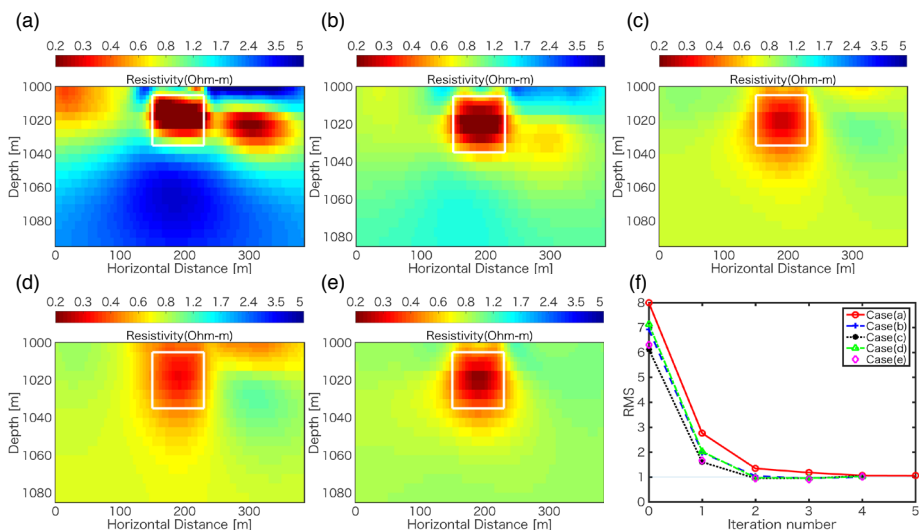 (a)
0.2 0.3 0.4 0.6 0.8 1.2 1.7 2.4 3.5 5
Resistivity(Ohm-m)
1000
1020
1040
1060
1080
Depth [m]
0 100 200 300 m
Horizontal Distance [m]
(b)
0.2 0.3 0.4 0.6 0.8 1.2 1.7 2.4 3.5 5
Resistivity(Ohm-m)
1000
1020
1040
1060
1080
Depth [m]
0 100 200 300 m
Horizontal Distance [m]
(c)
0.2 0.3 0.4 0.6 0.8 1.2 1.7 2.4 3.5 5
Resistivity(Ohm-m)
1000
1020
1040
1060
1080
Depth [m]
0 100 200 300 m
Horizontal Distance [m]
(d)
0.2 0.3 0.4 0.6 0.8 1.2 1.7 2.4 3.5 5
Resistivity(Ohm-m)
1000
1020
1040
1060
1080
Depth [m]
0 100 200 300 m
Horizontal Distance [m]
(e)
0.2 0.3 0.4 0.6 0.8 1.2 1.7 2.4 3.5 5
Resistivity(Ohm-m)
1000
1020
1040
1060
1080
Depth [m]
0 100 200 300 m
Horizontal Distance [m]
(f)
8
7
6
5
4
3
2
1
0
RMS
Case(a)
Case(b)
Case(c)
Case(d)
Case(e)
0 1 2 3 4 5
Iteration number